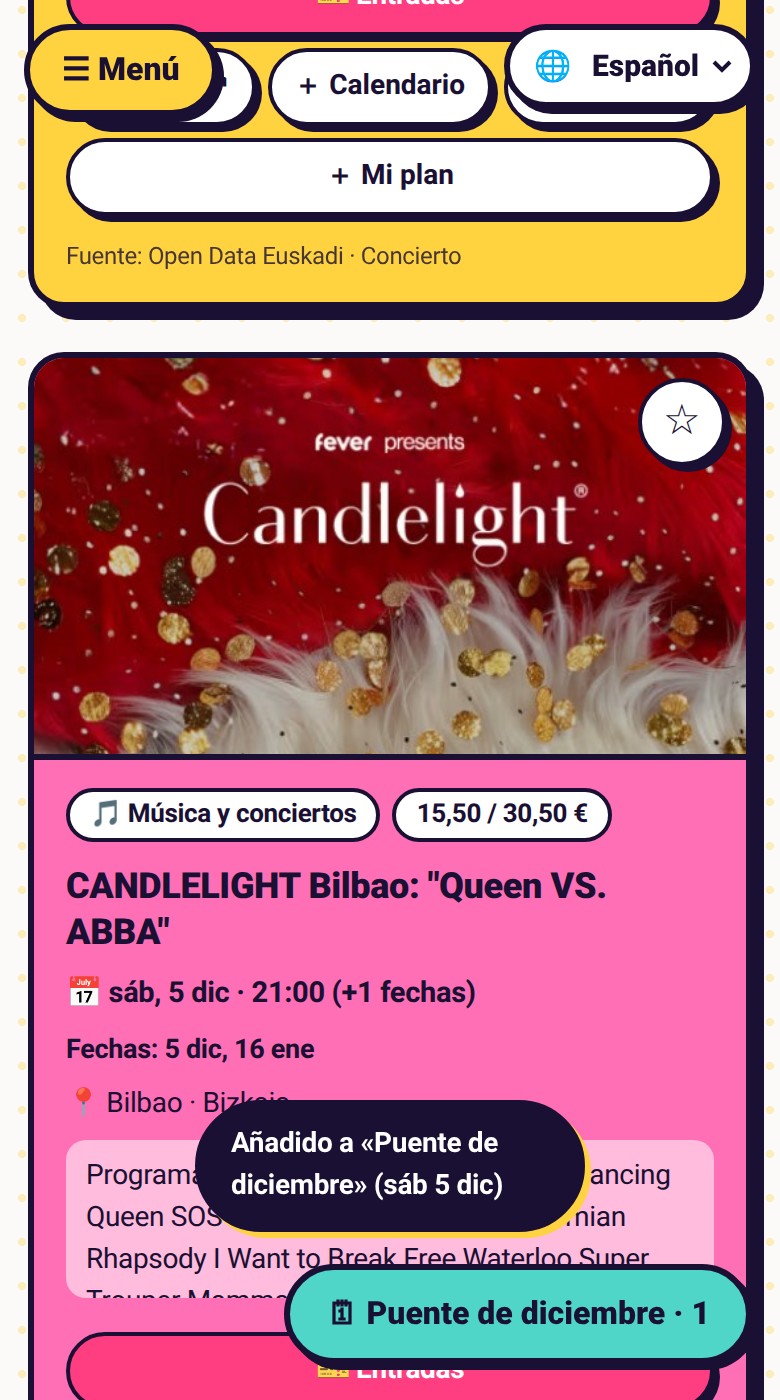 🎫 Entradas
☰ Menú
🌐 Español
+ Calendario
+ Mi plan
Fuente: Open Data Euskadi · Concierto
fever presents
Candlelight®
☆
🎵 Música y conciertos
15,50 / 30,50 €
CANDLELIGHT Bilbao: "Queen VS.
ABBA"
📅 sáb, 5 dic · 21:00 (+1 fechas)
Fechas: 5 dic, 16 ene
📍 Bilbao · Bizkaia
Añadido a «Puente de
diciembre» (sáb 5 dic)
Queen SOS
Rhapsody I Want to Break Free Waterloo Super
🗓 Puente de diciembre · 1
🎫 Entradas